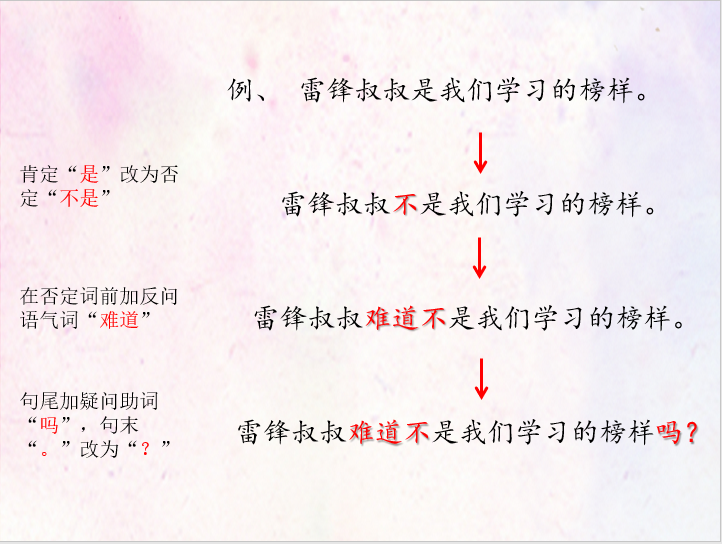 例、 雷锋叔叔是我们学习的榜样。
肯定“是”改为否
定“不是”
雷锋叔叔不是我们学习的榜样。
在否定词前加反问
语气词“难道”
雷锋叔叔难道不是我们学习的榜样。
句尾加疑问助词
“吗”，句末
“。”改为“？”
雷锋叔叔难道不是我们学习的榜样吗？